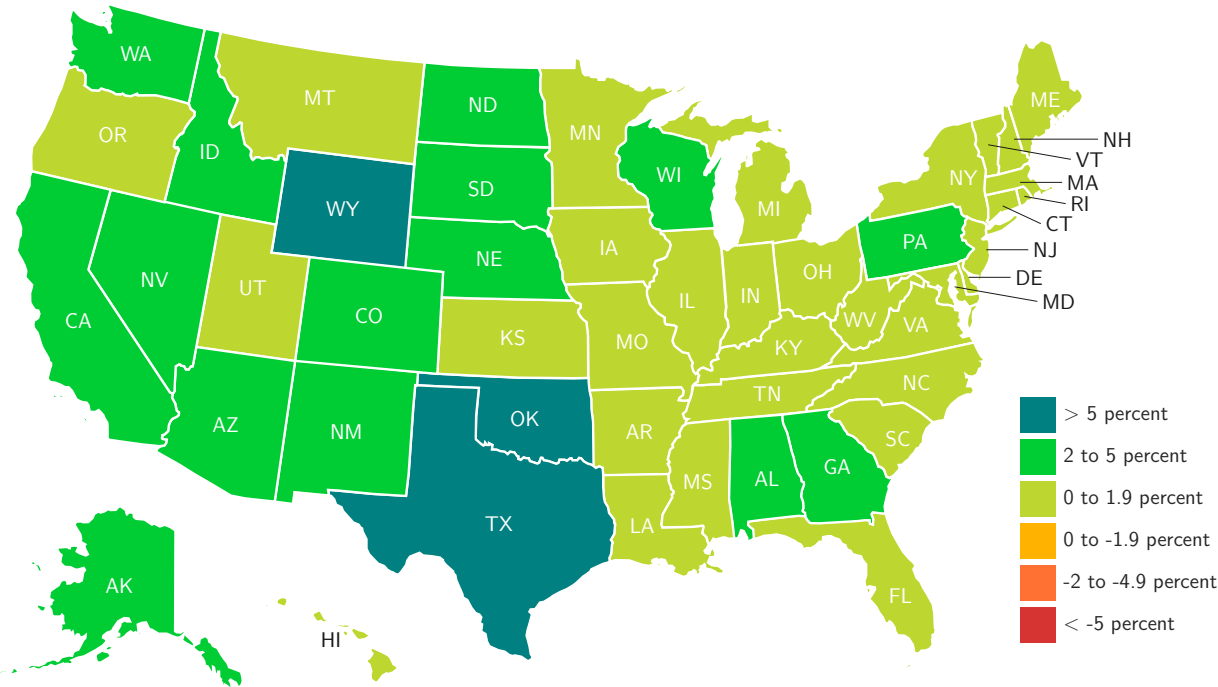 WA
MT
ND
MN
ME
OR
ID
NH
VT
WY
SD
WI
NY
MA
MI
RI
CT
NE
IA
PA
NJ
NV
UT
OH
DE
CA
CO
IL
IN
MD
KS
MO
WV
VA
KY
TN
NC
AZ
NM
OK
AR
SC
> 5 percent
TX
MS
AL
GA
2 to 5 percent
LA
0 to 1.9 percent
0 to -1.9 percent
AK
FL
-2 to -4.9 percent
HI
< -5 percent